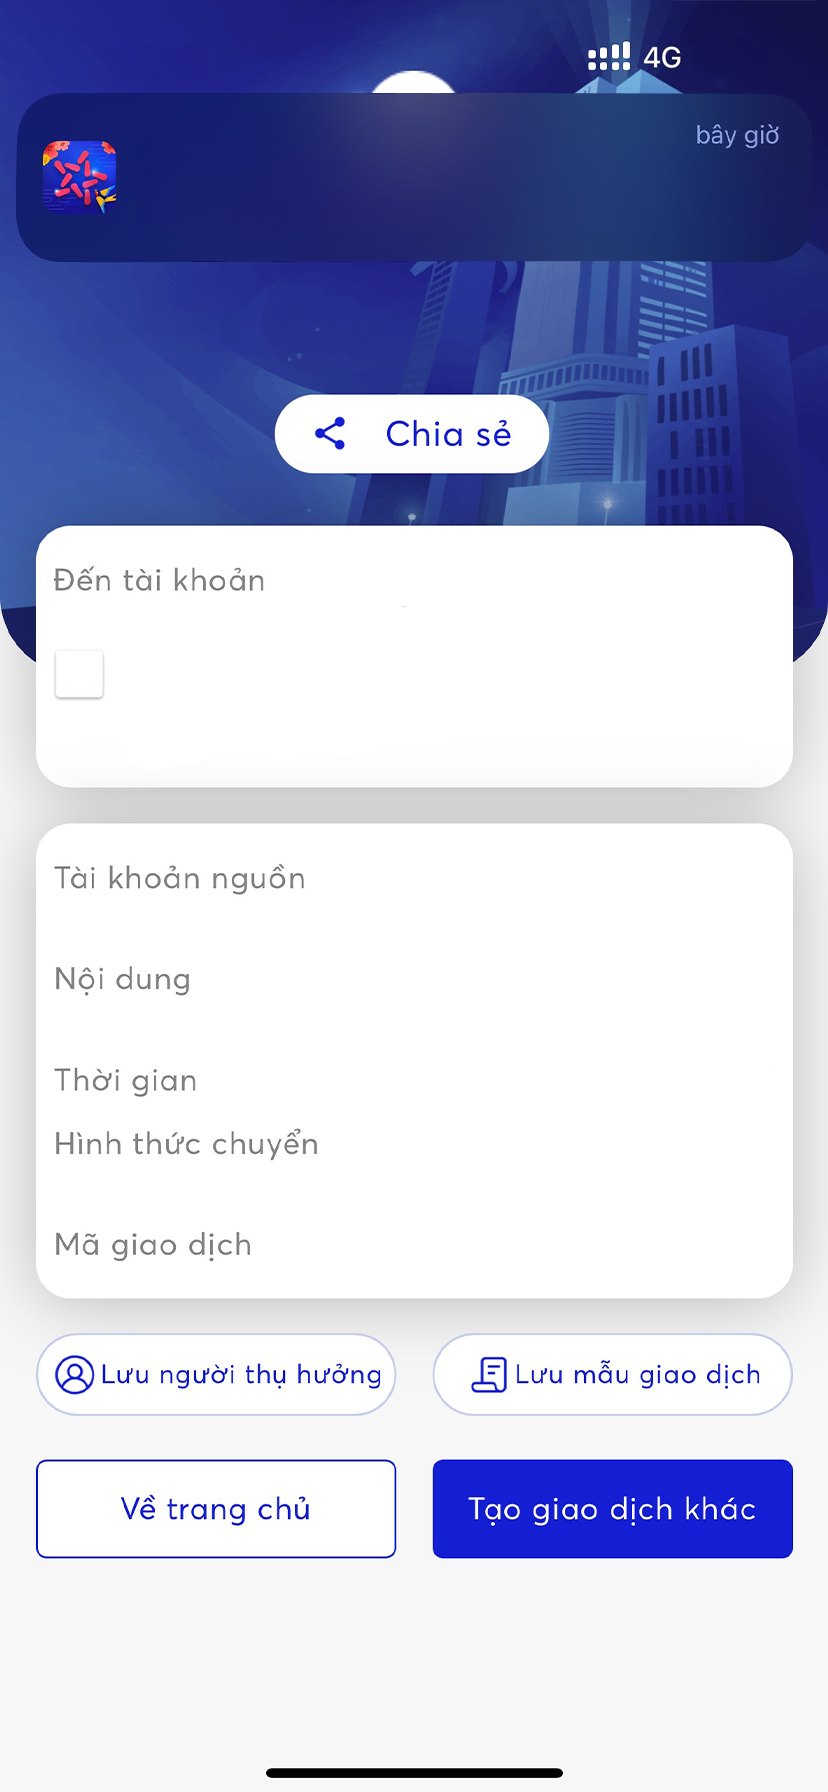 4G
bây giờ
Chia sẻ
Đến tài khoản
Tài khoản nguồn
Nội dung
Thời gian
Hình thức chuyển
Mã giao dịch
Lưu người thụ hưởng
Lưu mẫu giao dịch
Về trang chủ
Tạo giao dịch khác